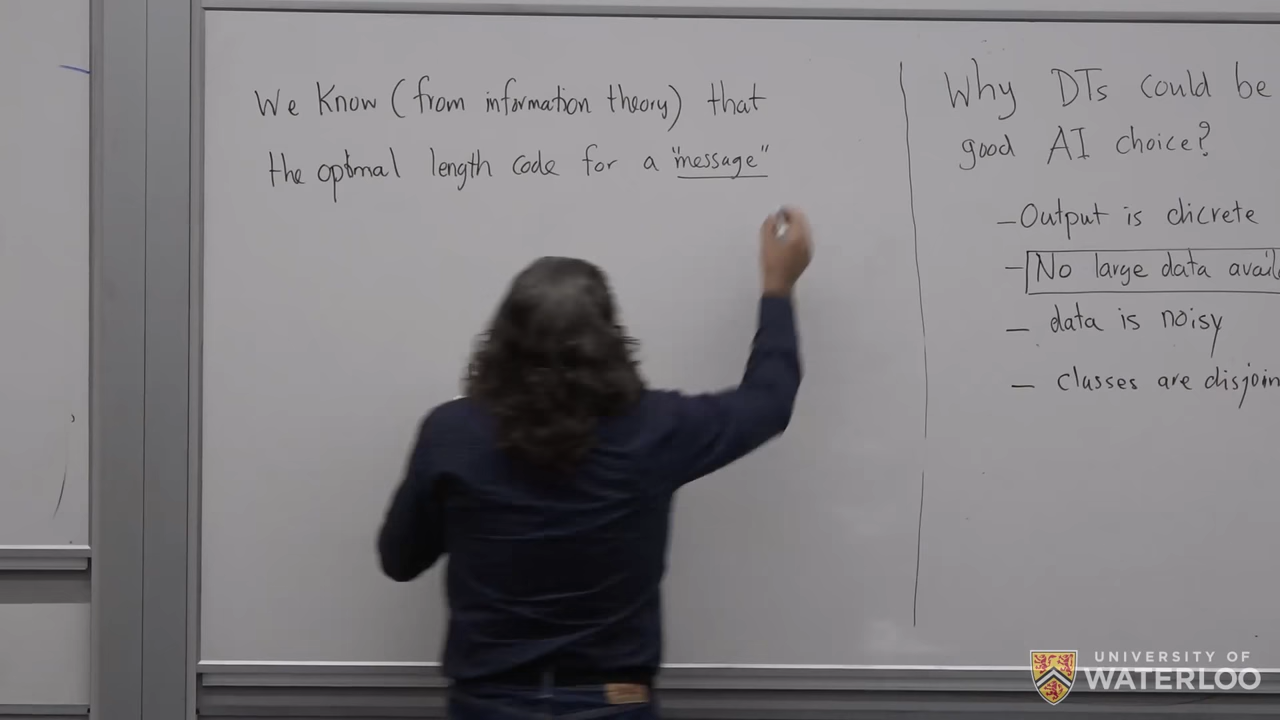 We Know (from information theory) that
the optimal length code for a "message"
Why DTs could be
good AI choice?
– Output is dicrete
– No large data avail
– data is noisy
– classes are disjoin
UNIVERSITY OF
WATERLOO